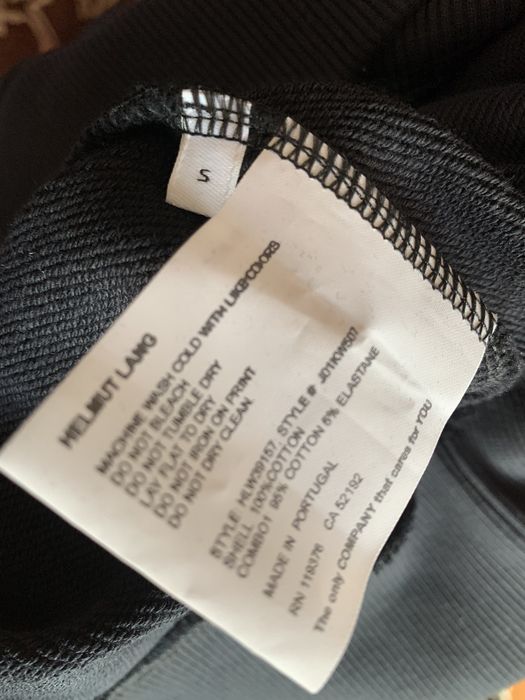 S
HELMUT LANG
MACHINE WASH COLD WITH LIKE COLORS
DO NOT BLEACH
DO NOT TUMBLE DRY
LAY FLAT TO DRY
DO NOT IRON ON PRINT
DO NOT DRY CLEAN.
STYLE HLW39157, STYLE # J01KW507
SHELL 100%COTTON
COMBO1 95% COTTON 5% ELASTANE
MADE IN PORTUGAL
RN 119376 CA 52192
The only COMPANY that cares for YOU